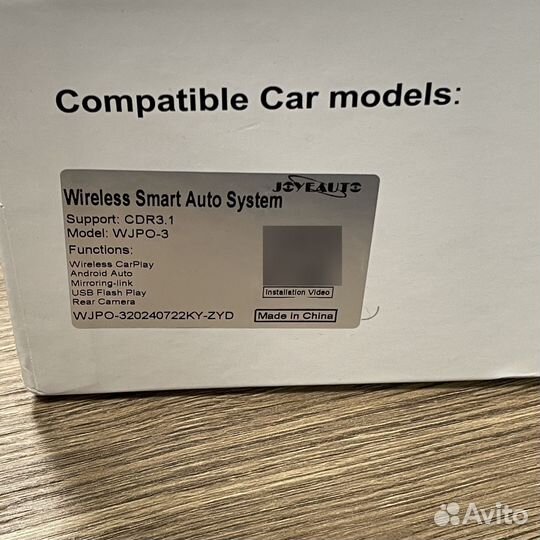 Compatible Car models:
JOYEAUTO
Wireless Smart Auto System
Support: CDR3.1
Model: WJPO-3
Functions:
Wireless CarPlay
Android Auto
Mirroring-link
USB Flash Play
Rear Camera
Installation Video
WJPO-320240722KY-ZYD
Made in China
Avito